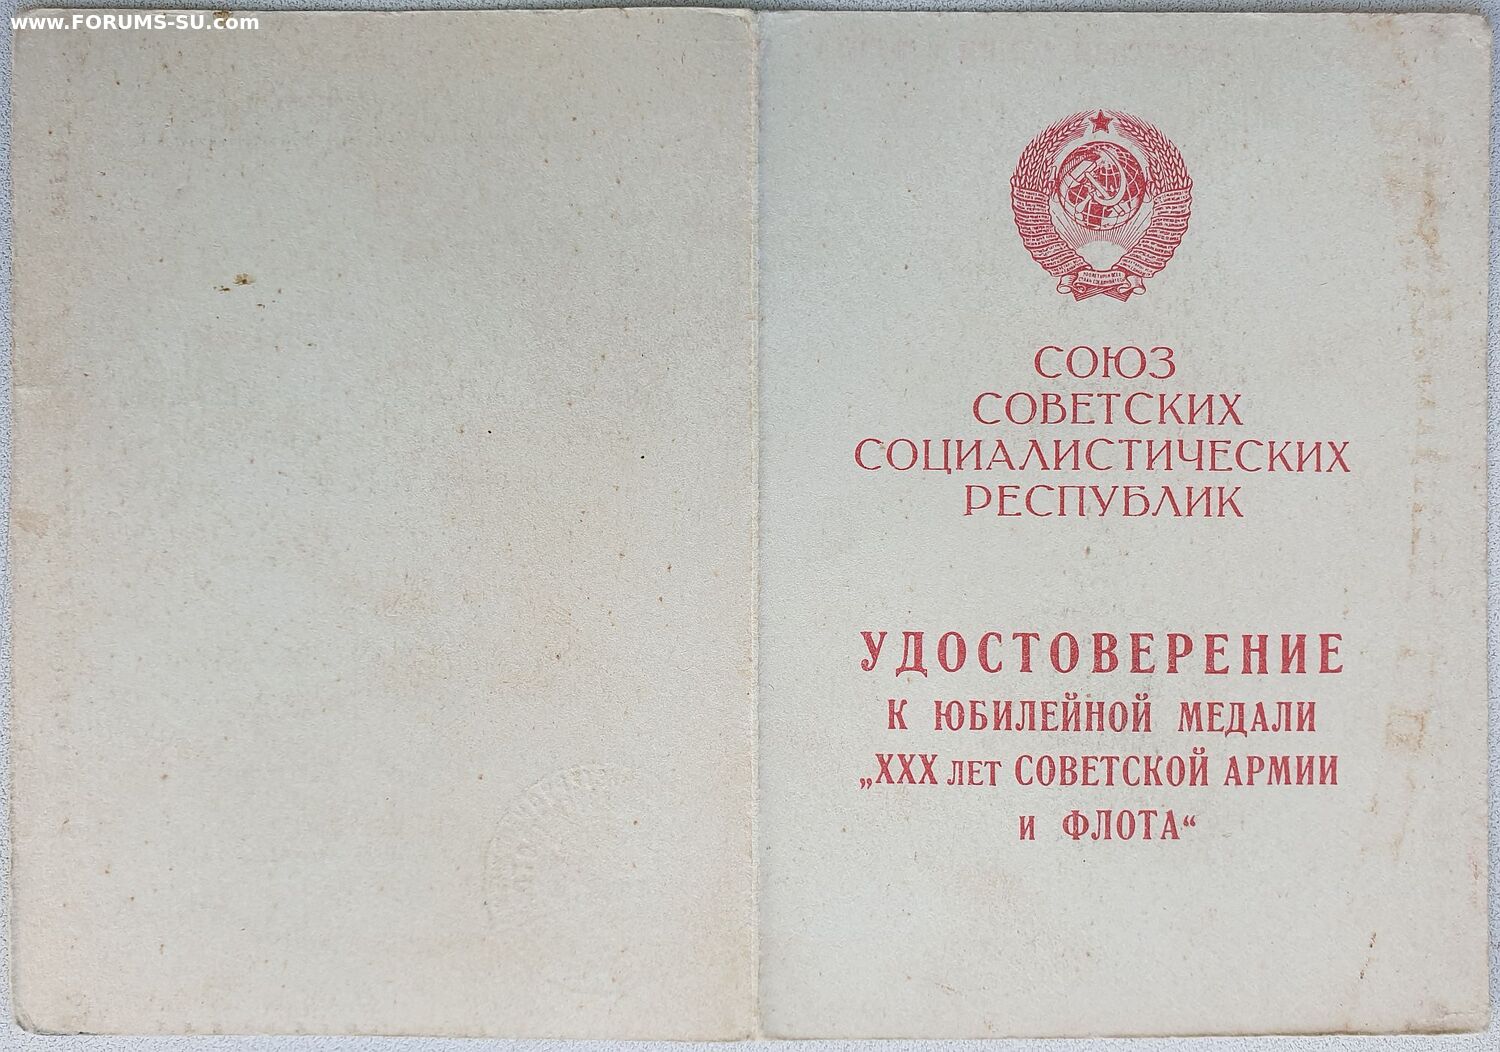 www.FORUMS-SU.com
СОЮЗ
СОВЕТСКИХ
СОЦИАЛИСТИЧЕСКИХ
РЕСПУБЛИК
УДОСТОВЕРЕНИЕ
К ЮБИЛЕЙНОЙ МЕДАЛИ
„XXX ЛЕТ СОВЕТСКОЙ АРМИИ
И ФЛОТА“